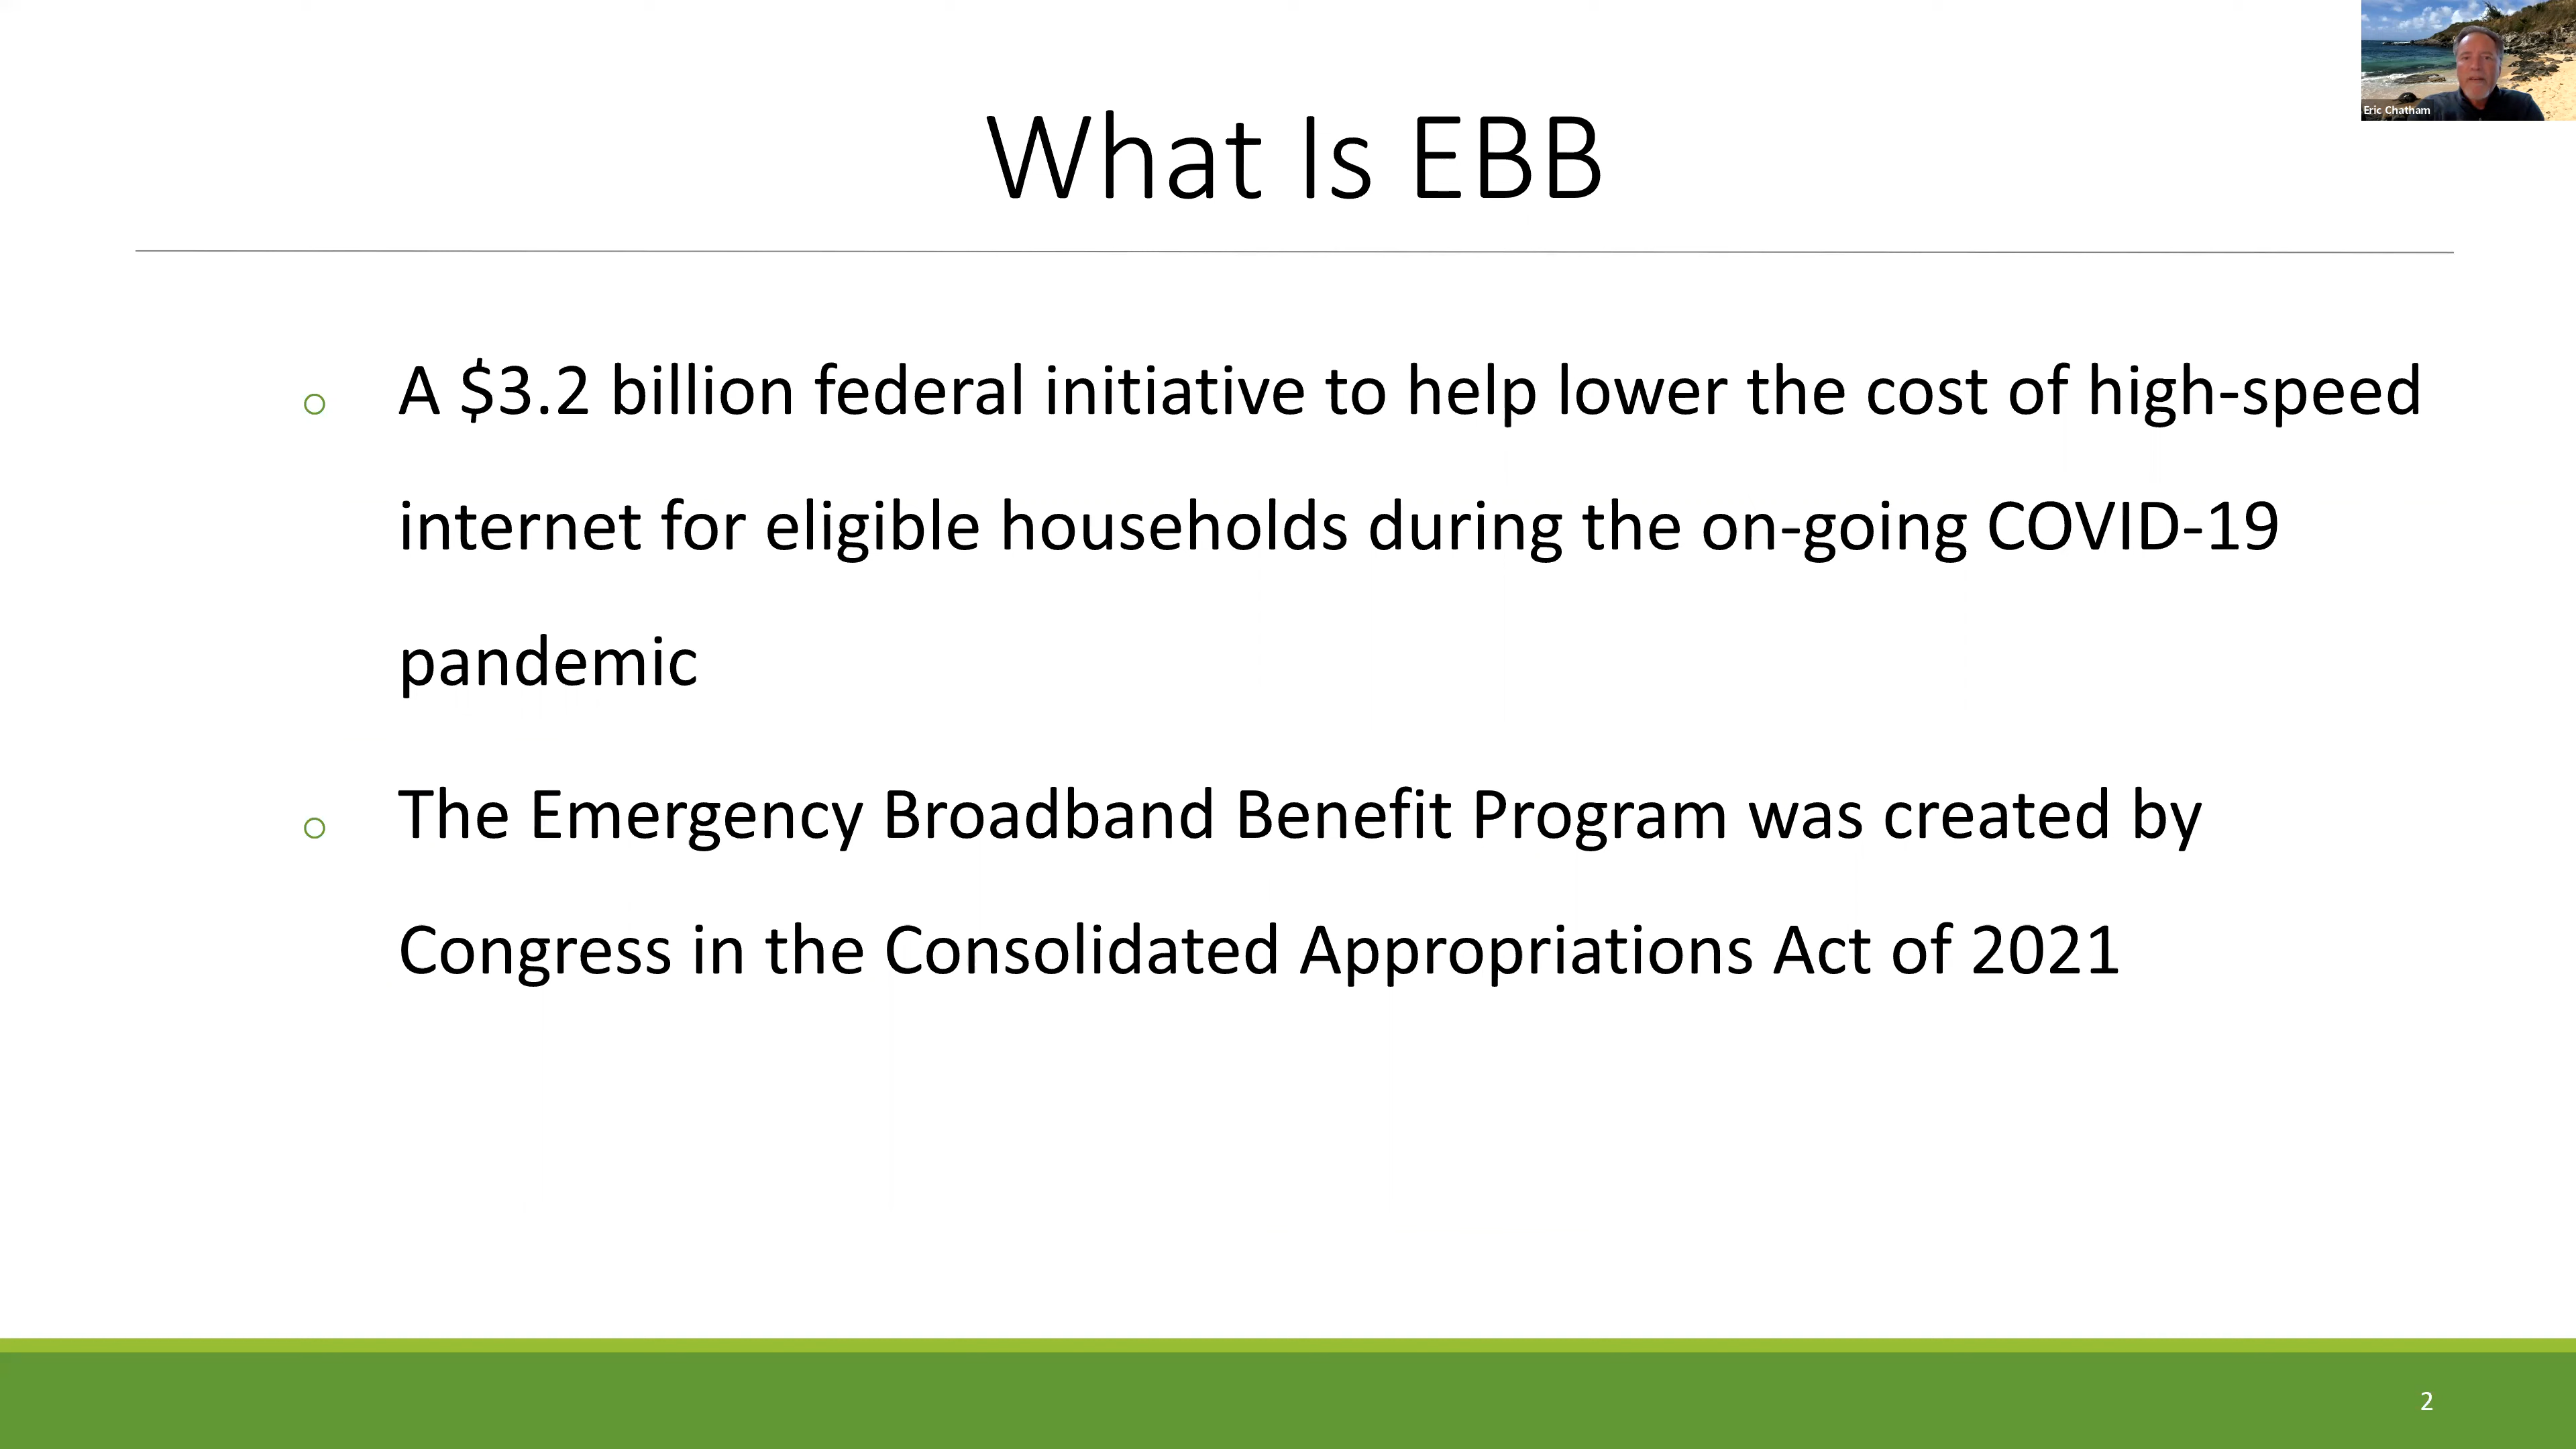 Eric Chatham
What Is EBB
A $3.2 billion federal initiative to help lower the cost of high-speed
internet for eligible households during the on-going COVID-19
pandemic
The Emergency Broadband Benefit Program was created by
Congress in the Consolidated Appropriations Act of 2021
2